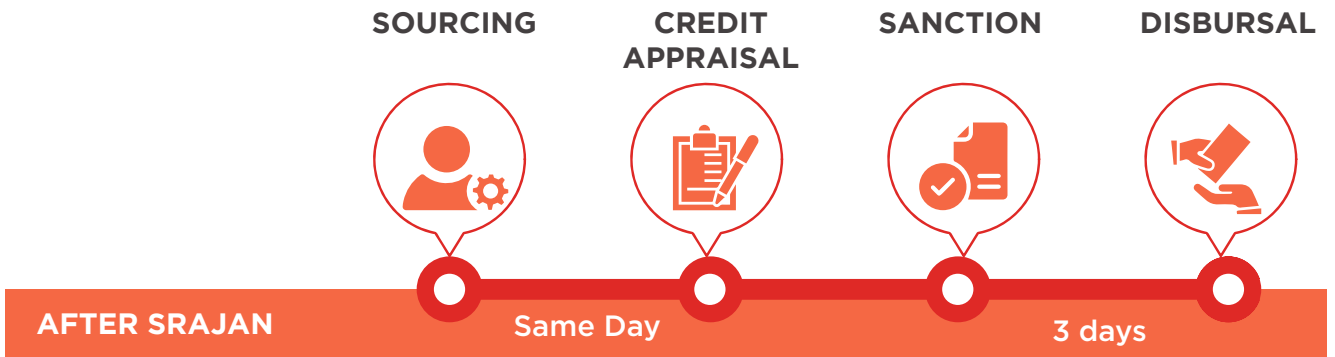 SOURCING
CREDIT
APPRAISAL
SANCTION
DISBURSAL
AFTER SRAJAN
Same Day
3 days